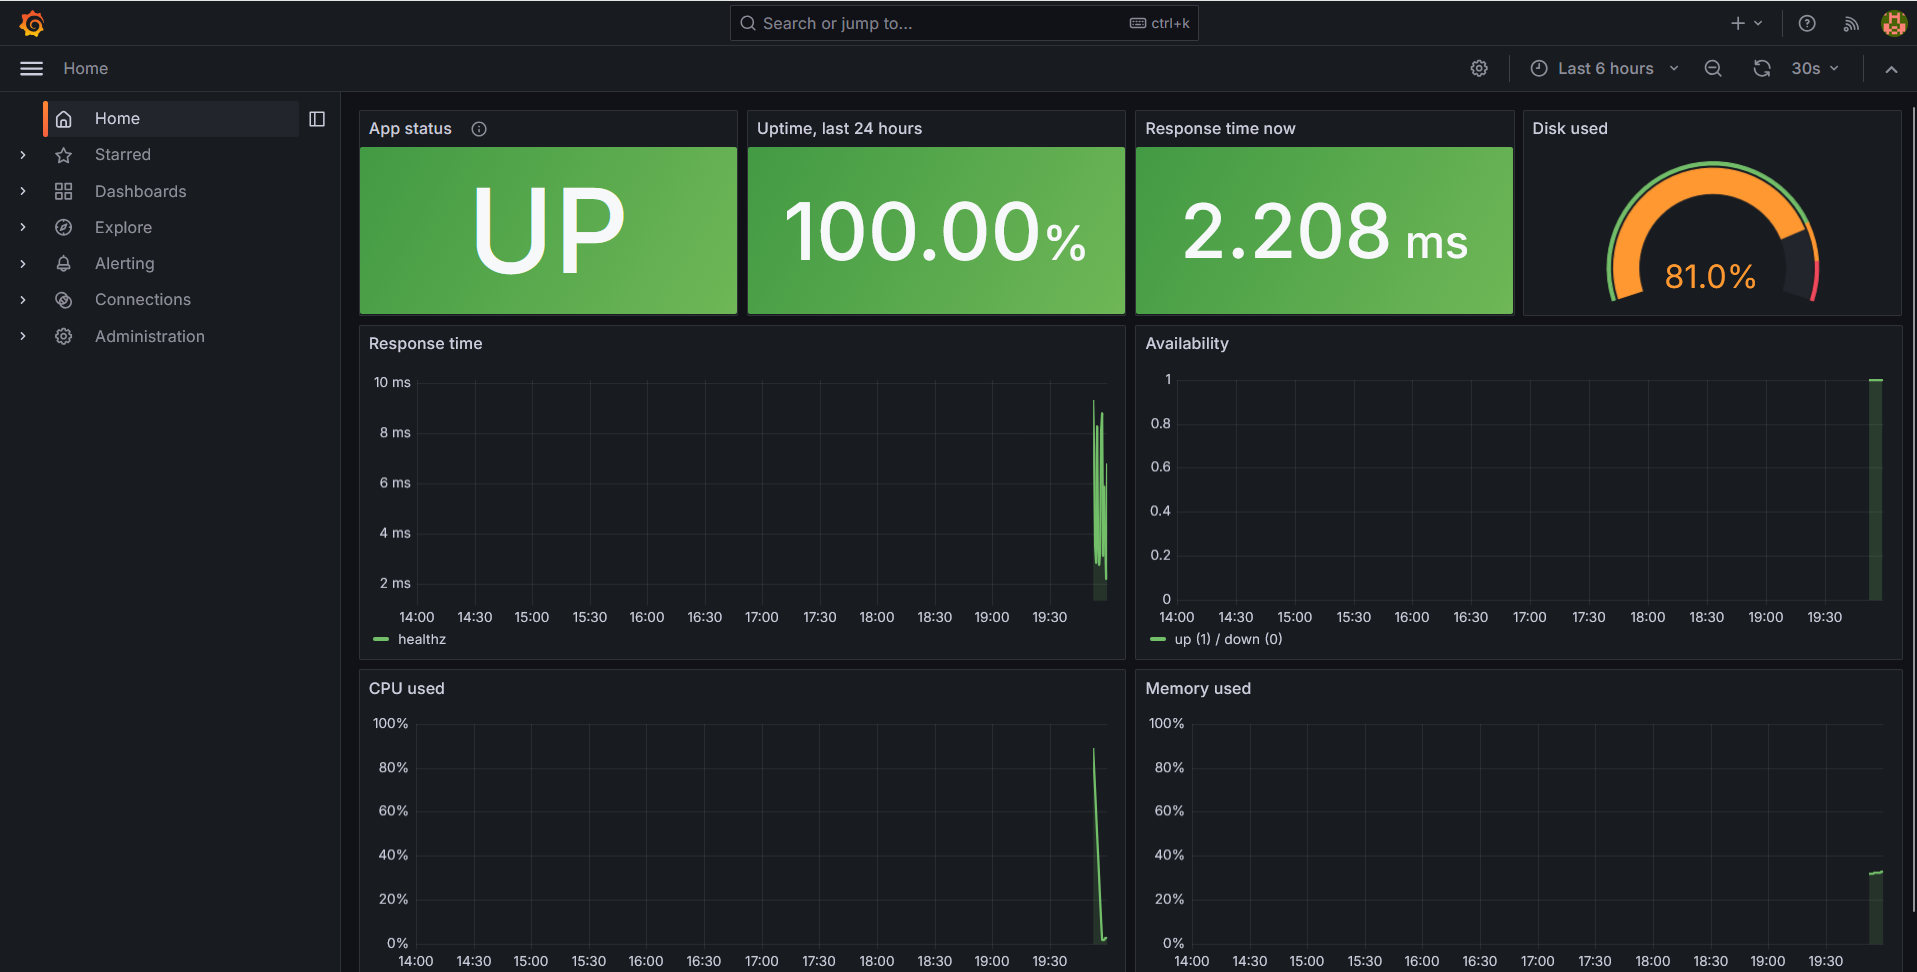 Search or jump to... ctrl+k
Home
Last 6 hours
30s
Home
Starred
Dashboards
Explore
Alerting
Connections
Administration
App status
UP
Uptime, last 24 hours
100.00%
Response time now
2.208 ms
Disk used
81.0%
Response time
10 ms
8 ms
6 ms
4 ms
2 ms
14:00 14:30 15:00 15:30 16:00 16:30 17:00 17:30 18:00 18:30 19:00 19:30
healthz
Availability
1
0.8
0.6
0.4
0.2
0
14:00 14:30 15:00 15:30 16:00 16:30 17:00 17:30 18:00 18:30 19:00 19:30
up (1) / down (0)
CPU used
100%
80%
60%
40%
20%
0%
14:00 14:30 15:00 15:30 16:00 16:30 17:00 17:30 18:00 18:30 19:00 19:30
Memory used
100%
80%
60%
40%
20%
0%
14:00 14:30 15:00 15:30 16:00 16:30 17:00 17:30 18:00 18:30 19:00 19:30